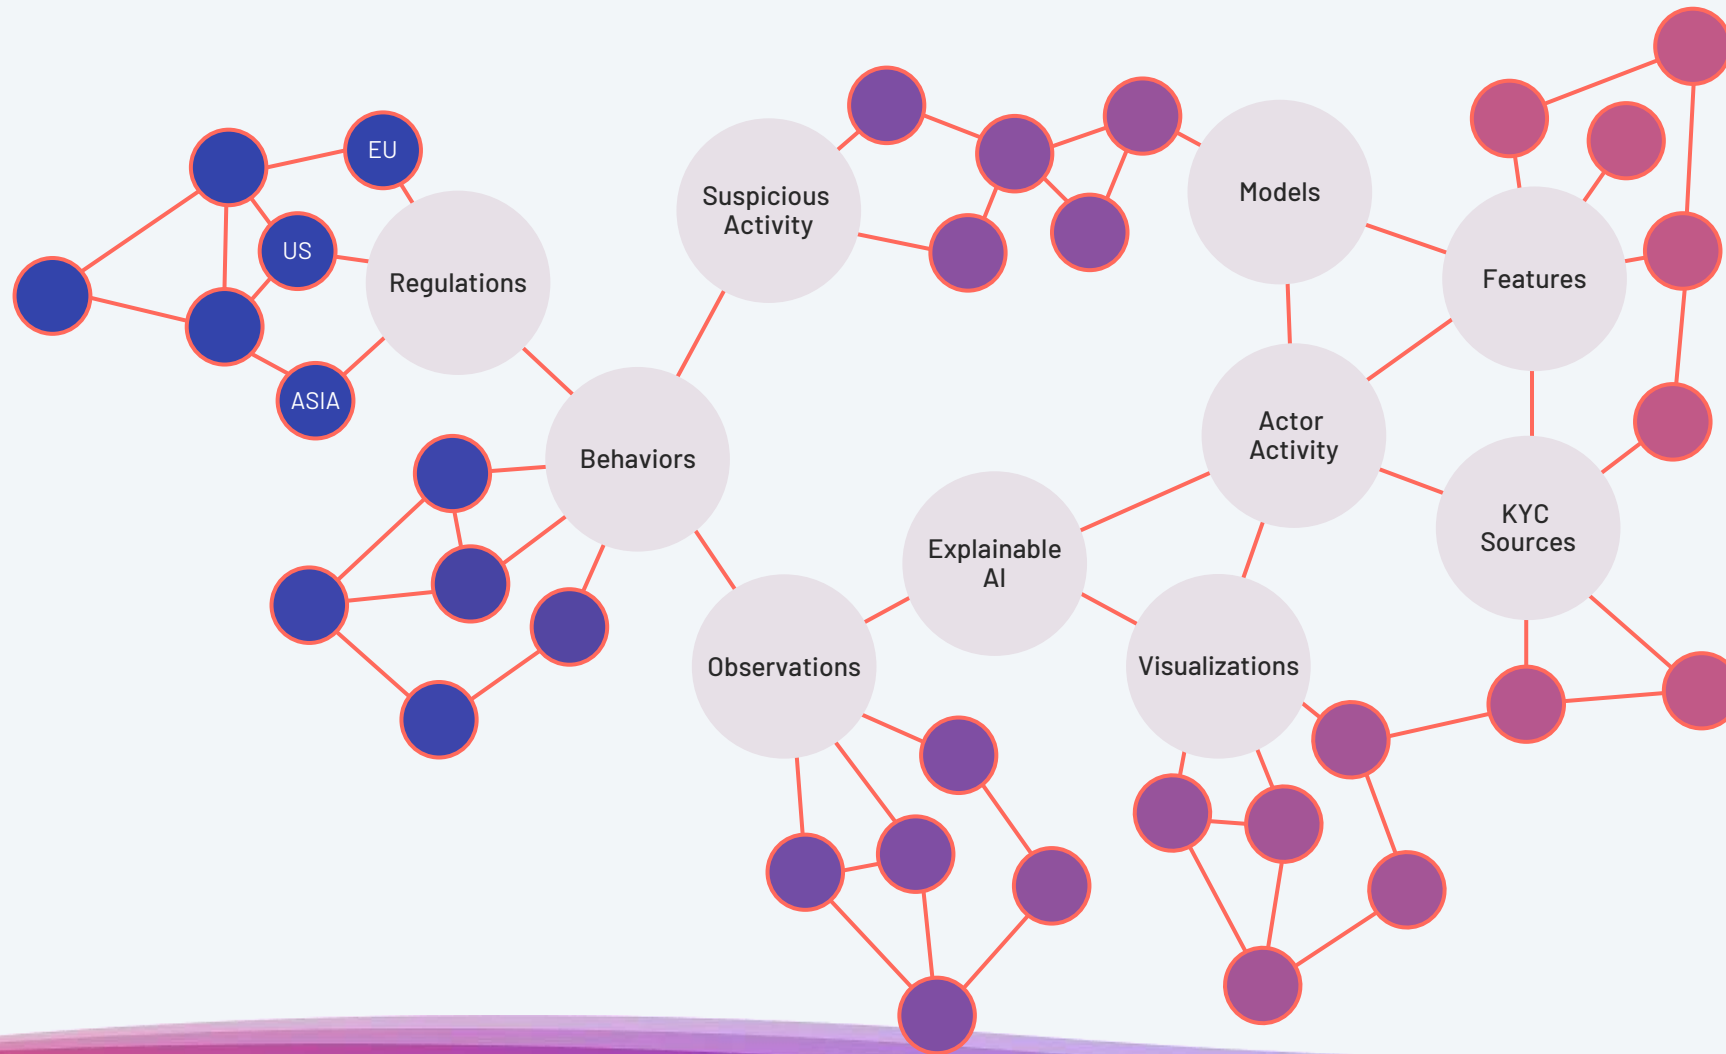 EU
US
ASIA
Regulations
Suspicious
Activity
Models
Features
Behaviors
Actor
Activity
Explainable
AI
KYC
Sources
Observations
Visualizations